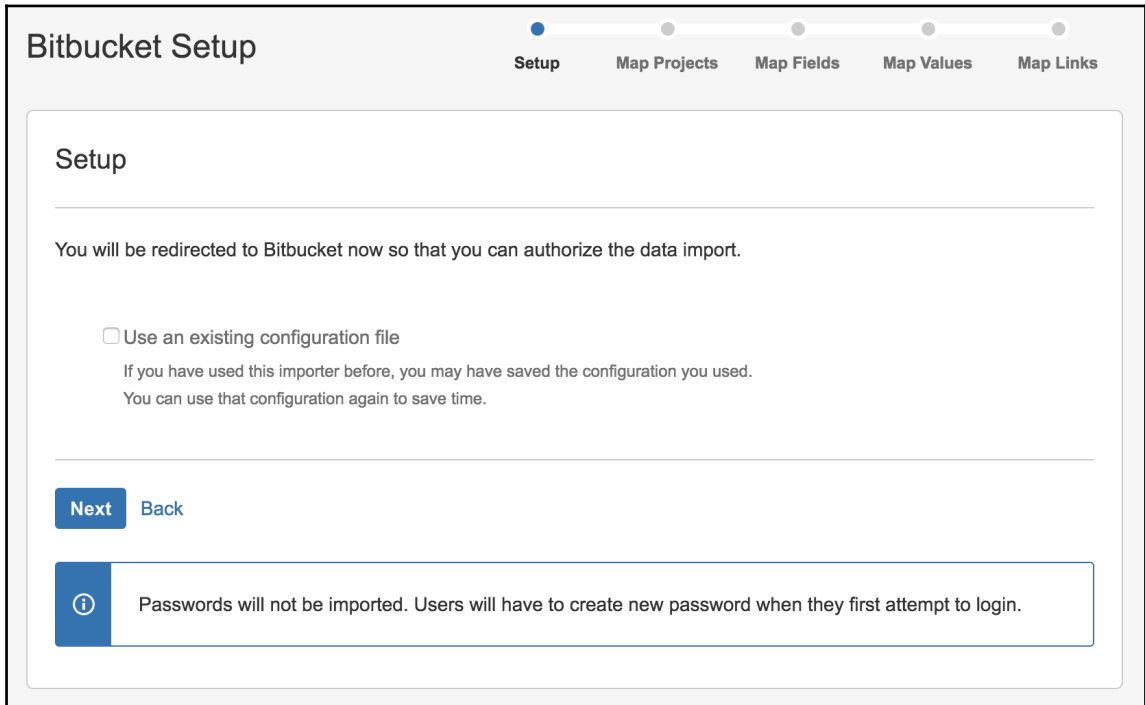 Bitbucket Setup
Setup
Map Projects
Map Fields
Map Values
Map Links
Setup
You will be redirected to Bitbucket now so that you can authorize the data import.
Use an existing configuration file
If you have used this importer before, you may have saved the configuration you used.
You can use that configuration again to save time.
Next
Back
Passwords will not be imported. Users will have to create new password when they first attempt to login.